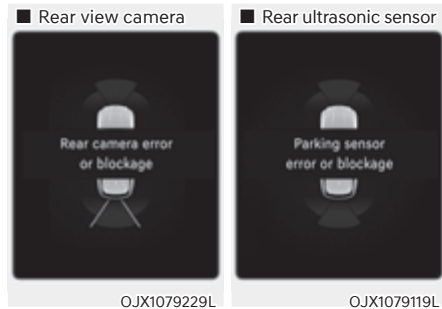 ■ Rear view camera
■ Rear ultrasonic sensor
Rear camera error
or blockage
Parking sensor
error or blockage
OJX1079229L
OJX1079119L